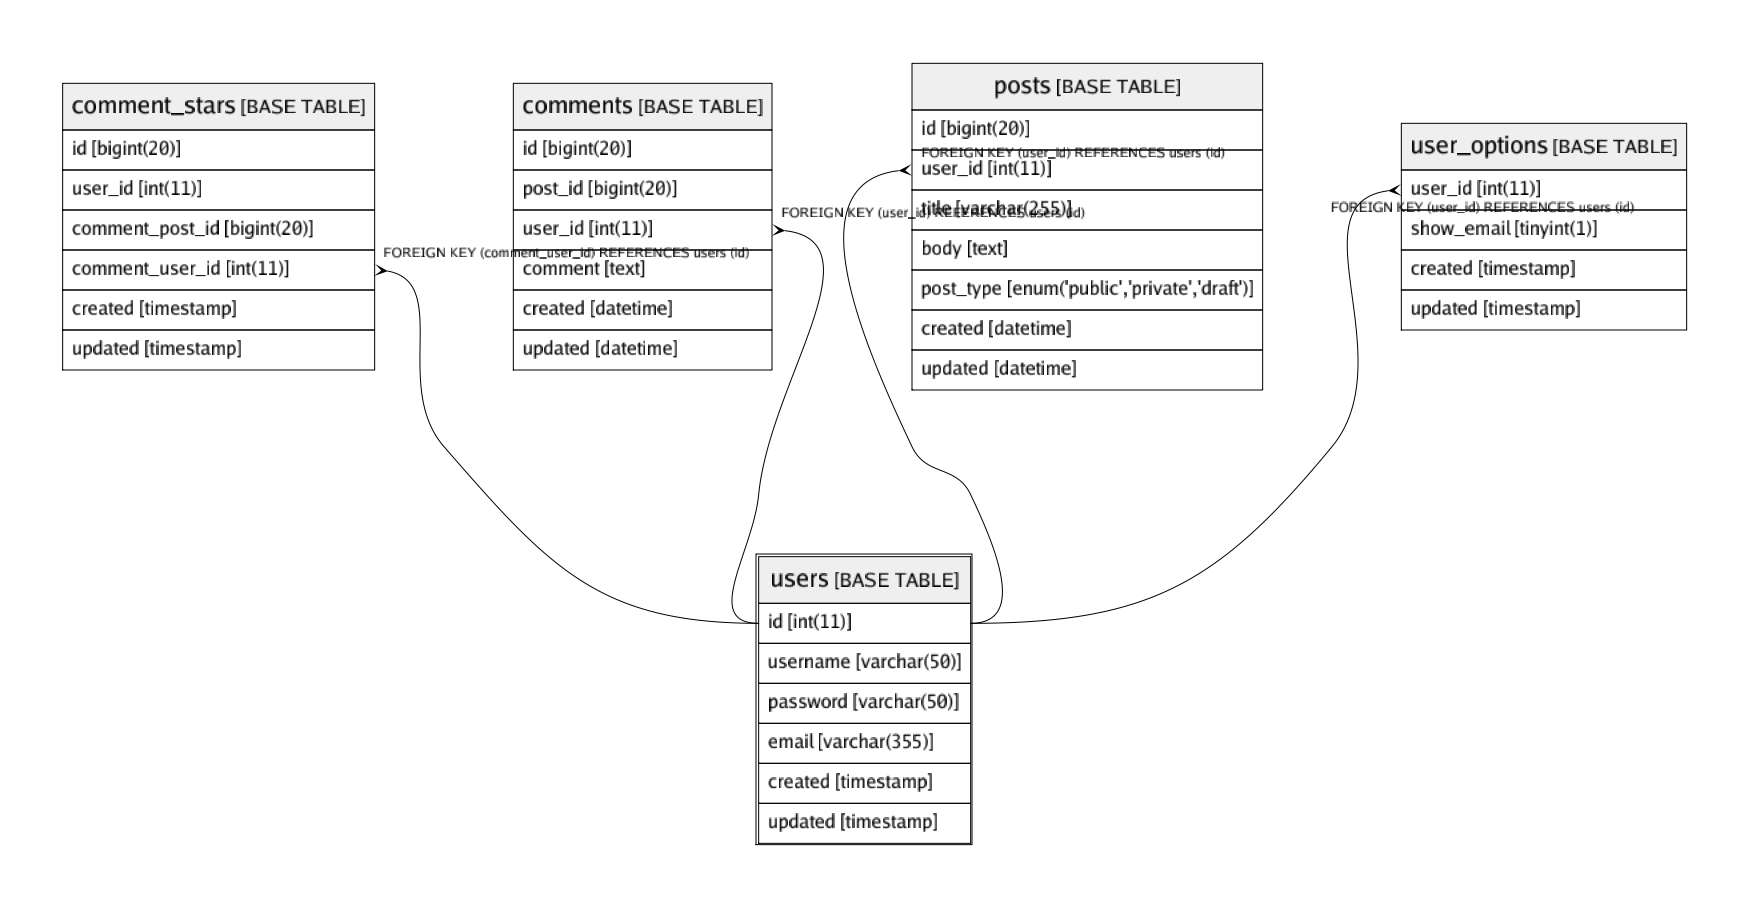 comment_stars [BASE TABLE]
id [bigint(20)]
user_id [int(11)]
comment_post_id [bigint(20)]
comment_user_id [int(11)]
created [timestamp]
updated [timestamp]
FOREIGN KEY (comment_user_id) REFERENCES users (id)
comments [BASE TABLE]
id [bigint(20)]
post_id [bigint(20)]
user_id [int(11)]
comment [text]
created [datetime]
updated [datetime]
FOREIGN KEY (user_id) REFERENCES users (id)
posts [BASE TABLE]
id [bigint(20)]
FOREIGN KEY (user_id) REFERENCES users (id)
user_id [int(11)]
title [varchar(255)]
body [text]
post_type [enum('public','private','draft')]
created [datetime]
updated [datetime]
user_options [BASE TABLE]
user_id [int(11)]
FOREIGN KEY (user_id) REFERENCES users (id)
show_email [tinyint(1)]
created [timestamp]
updated [timestamp]
users [BASE TABLE]
id [int(11)]
username [varchar(50)]
password [varchar(50)]
email [varchar(355)]
created [timestamp]
updated [timestamp]